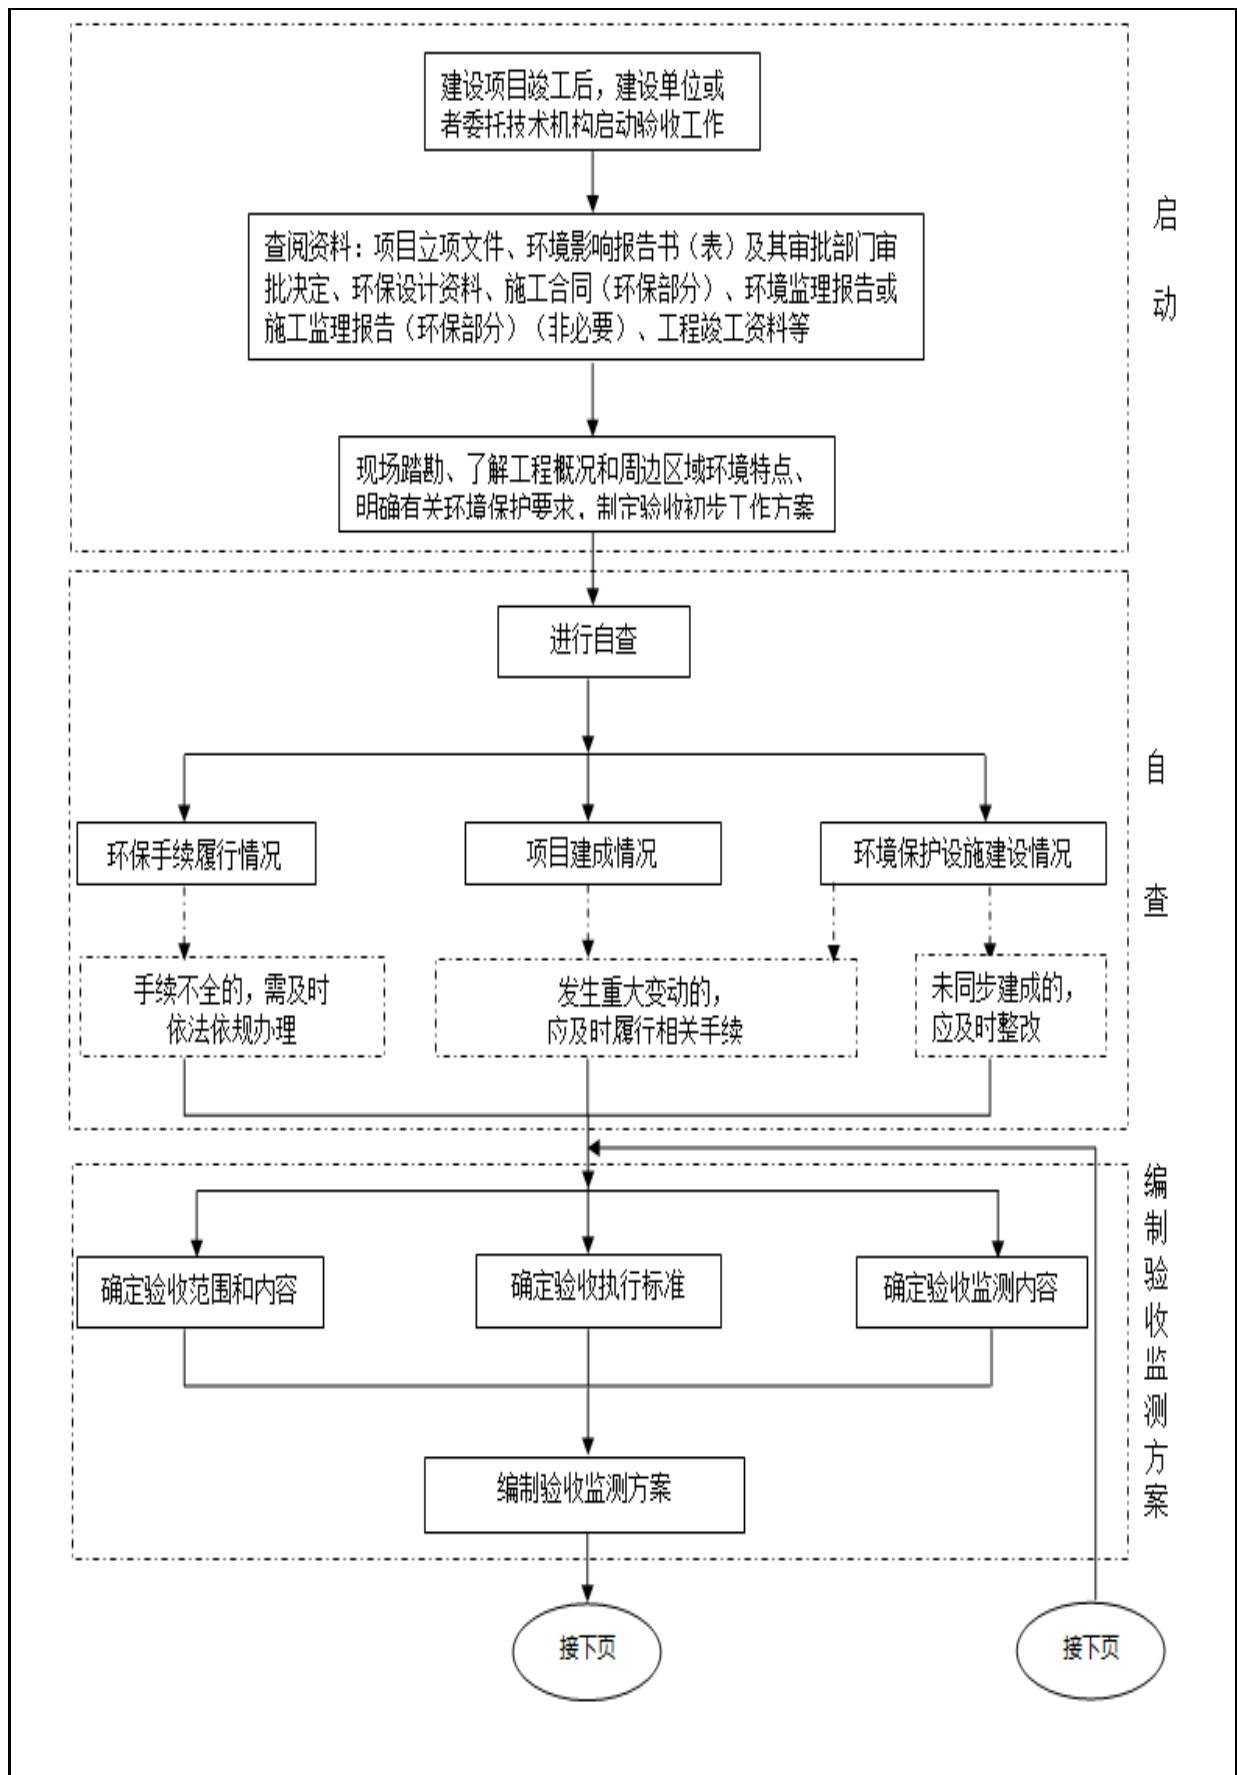 建设项目竣工后，建设单位或
者委托技术机构启动验收工作
查阅资料：项目立项文件、环境影响报告书（表）及其审批部门审
批决定、环保设计资料、施工合同（环保部分）、环境监理报告或
施工监理报告（环保部分）（非必要）、工程竣工资料等
现场踏勘、了解工程概况和周边区域环境特点、
明确有关环境保护要求，制定验收初步工作方案
启
动
进行自查
环保手续履行情况
项目建成情况
环境保护设施建设情况
手续不全的，需及时
依法依规办理
发生重大变动的，
应及时履行相关手续
未同步建成的，
应及时整改
自
查
确定验收范围和内容
确定验收执行标准
确定验收监测内容
编制验收监测方案
编
制
验
收
监
测
方
案
接下页
接下页